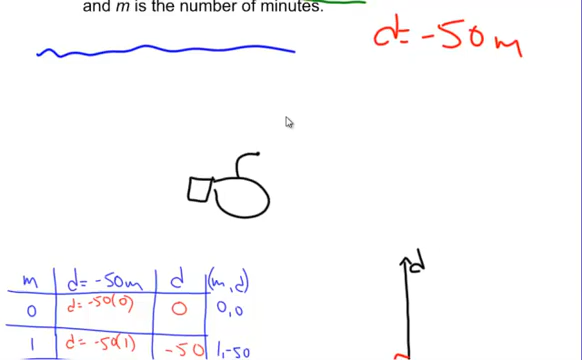 and m is the number of minutes.
d = -50m
d
m d = -50m d (m, d)
0 d = -50(0) 0 0,0
1 d = -50(1) -50 1,-50